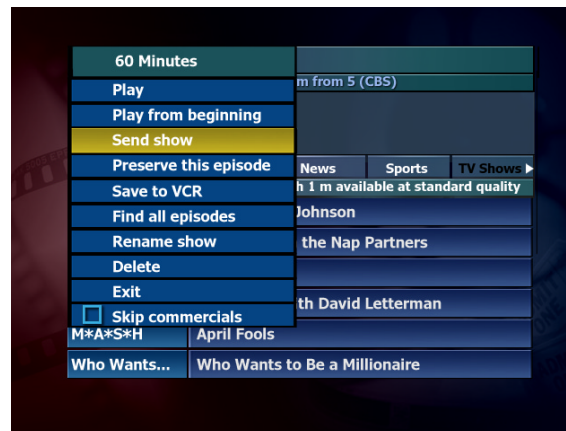 60 Minutes
Play
m from 5 (CBS)
Play from beginning
Send show
Preserve this episode
News Sports TV Shows
Save to VCR
h 1 m available at standard quality
Find all episodes
Johnson
Rename show
the Nap Partners
Delete
Exit
th David Letterman
Skip commercials
M*A*S*H April Fools
Who Wants... Who Wants to Be a Millionaire